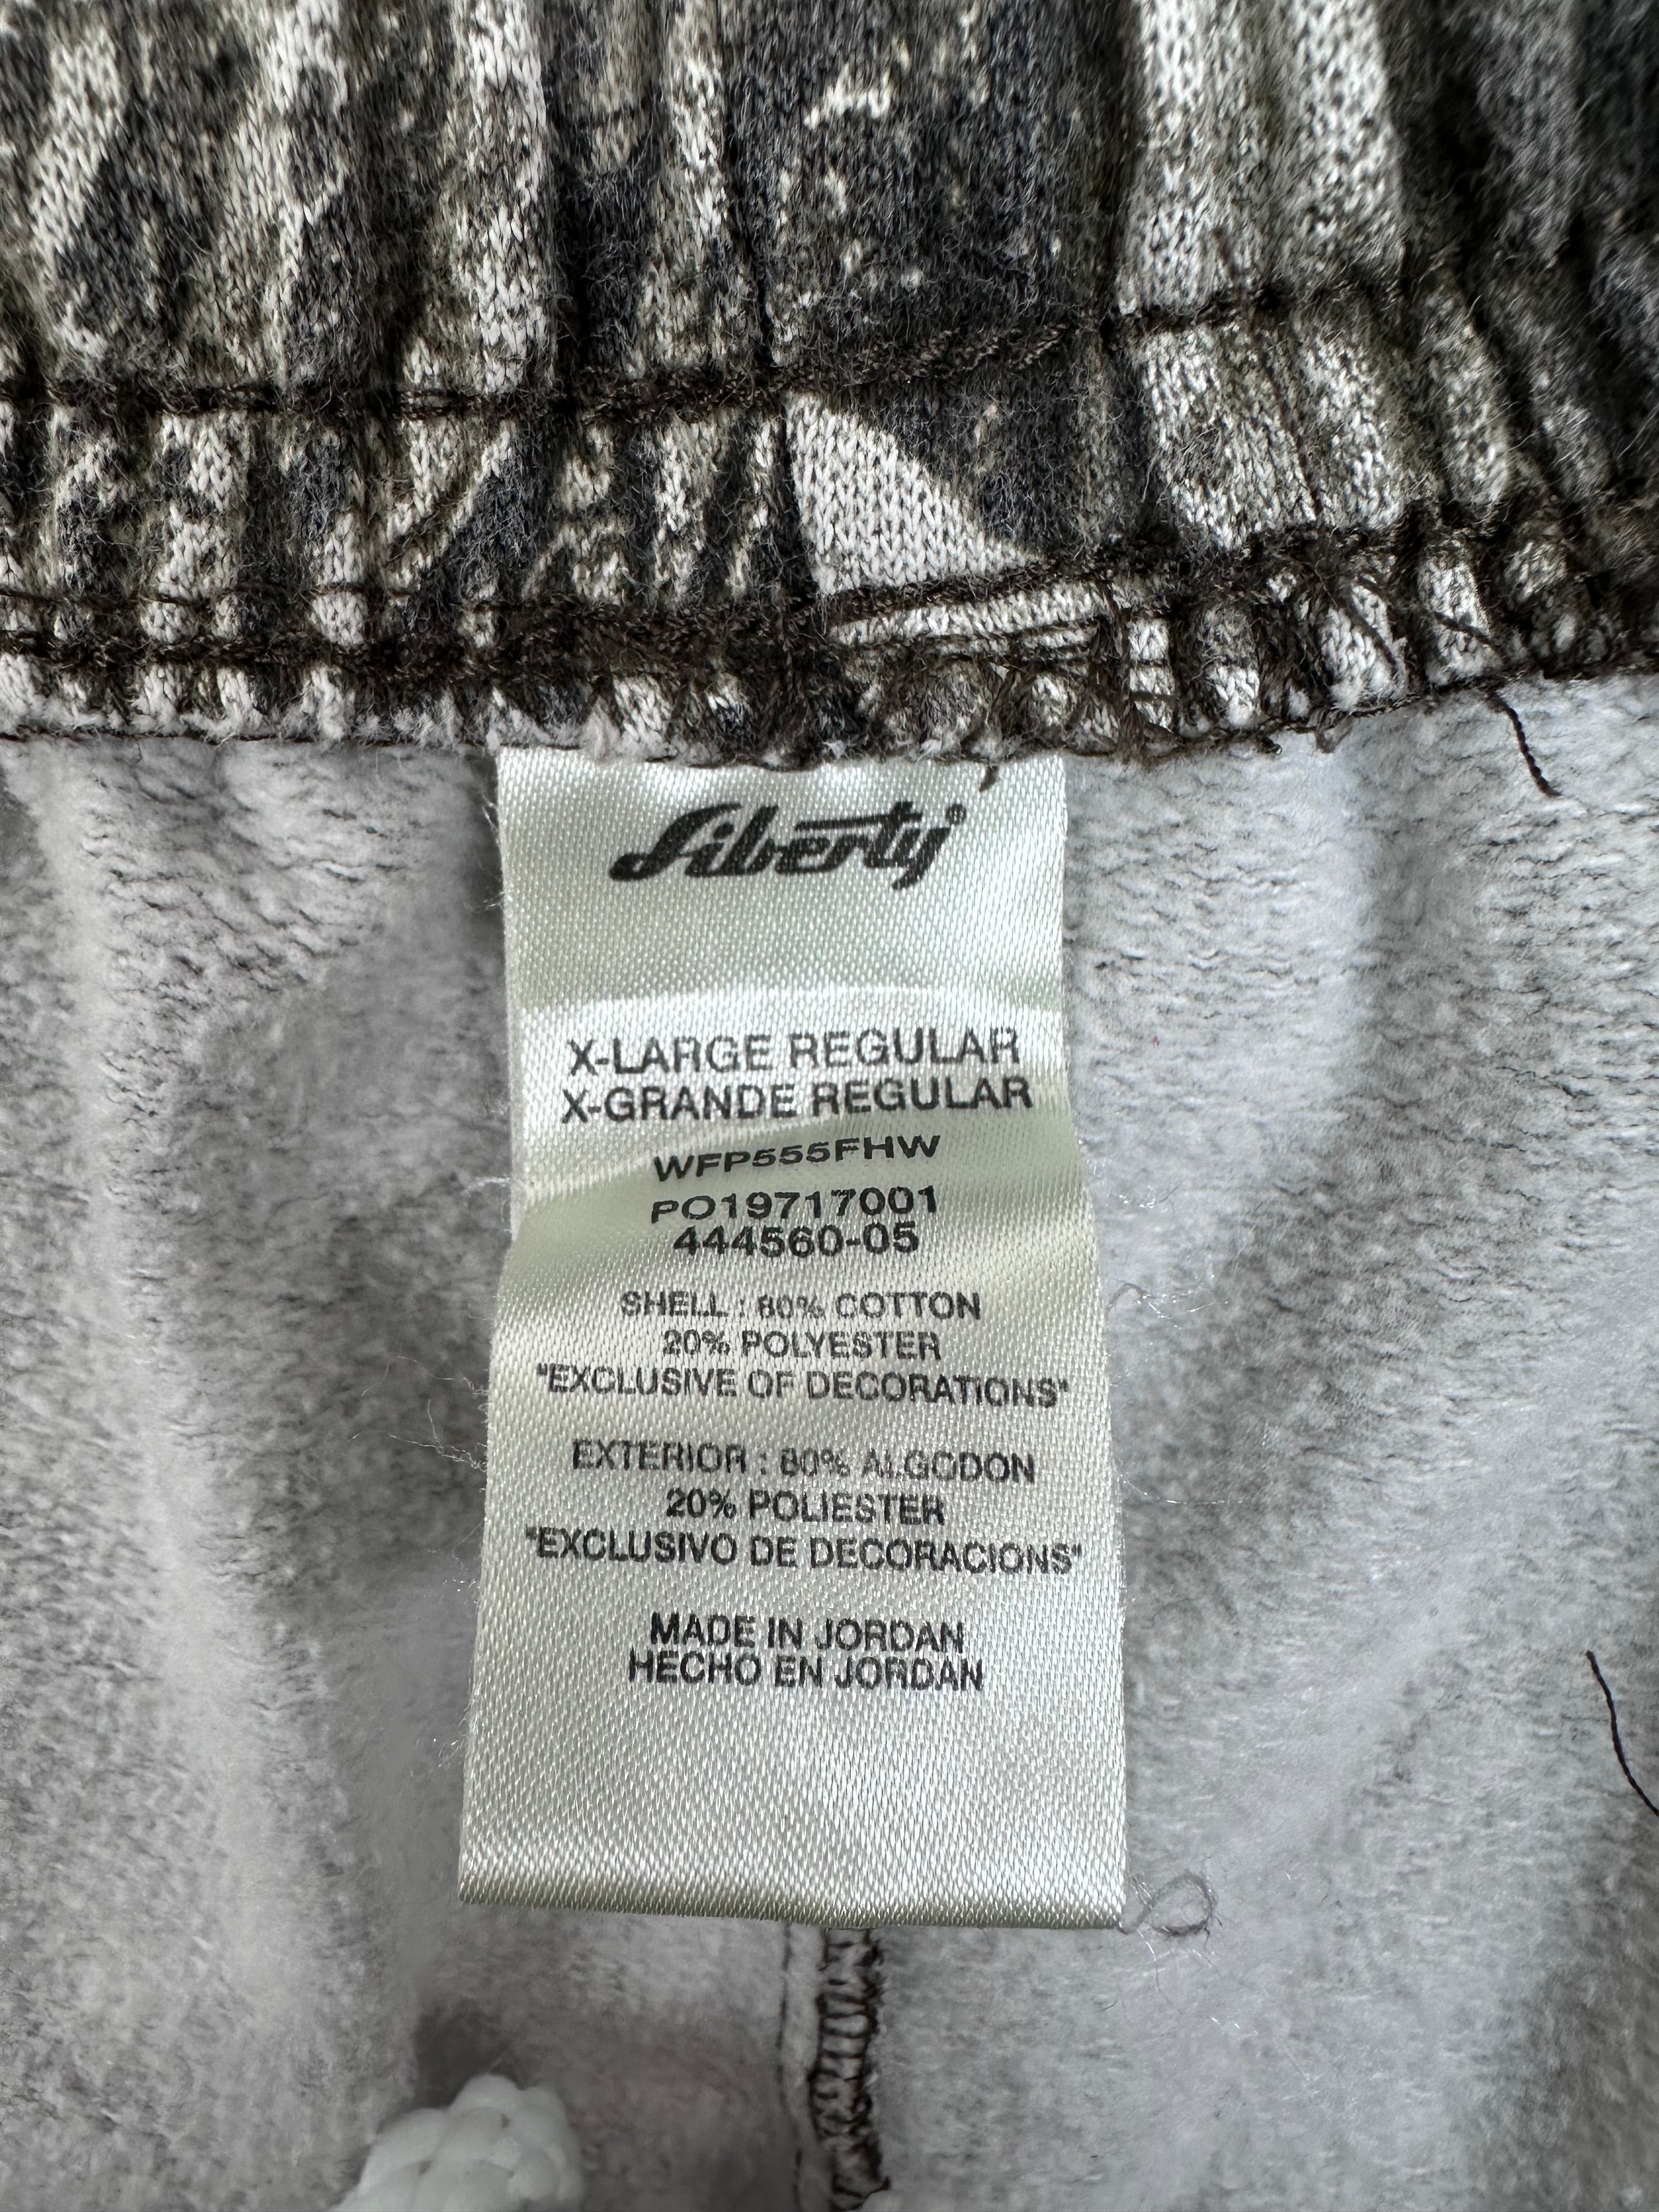 Liberty®
X-LARGE REGULAR
X-GRANDE REGULAR
WFP555FHW
PO19717001
444560-05
SHELL : 80% COTTON
20% POLYESTER
"EXCLUSIVE OF DECORATIONS"
EXTERIOR : 80% ALGODON
20% POLIESTER
"EXCLUSIVO DE DECORACIONS"
MADE IN JORDAN
HECHO EN JORDAN